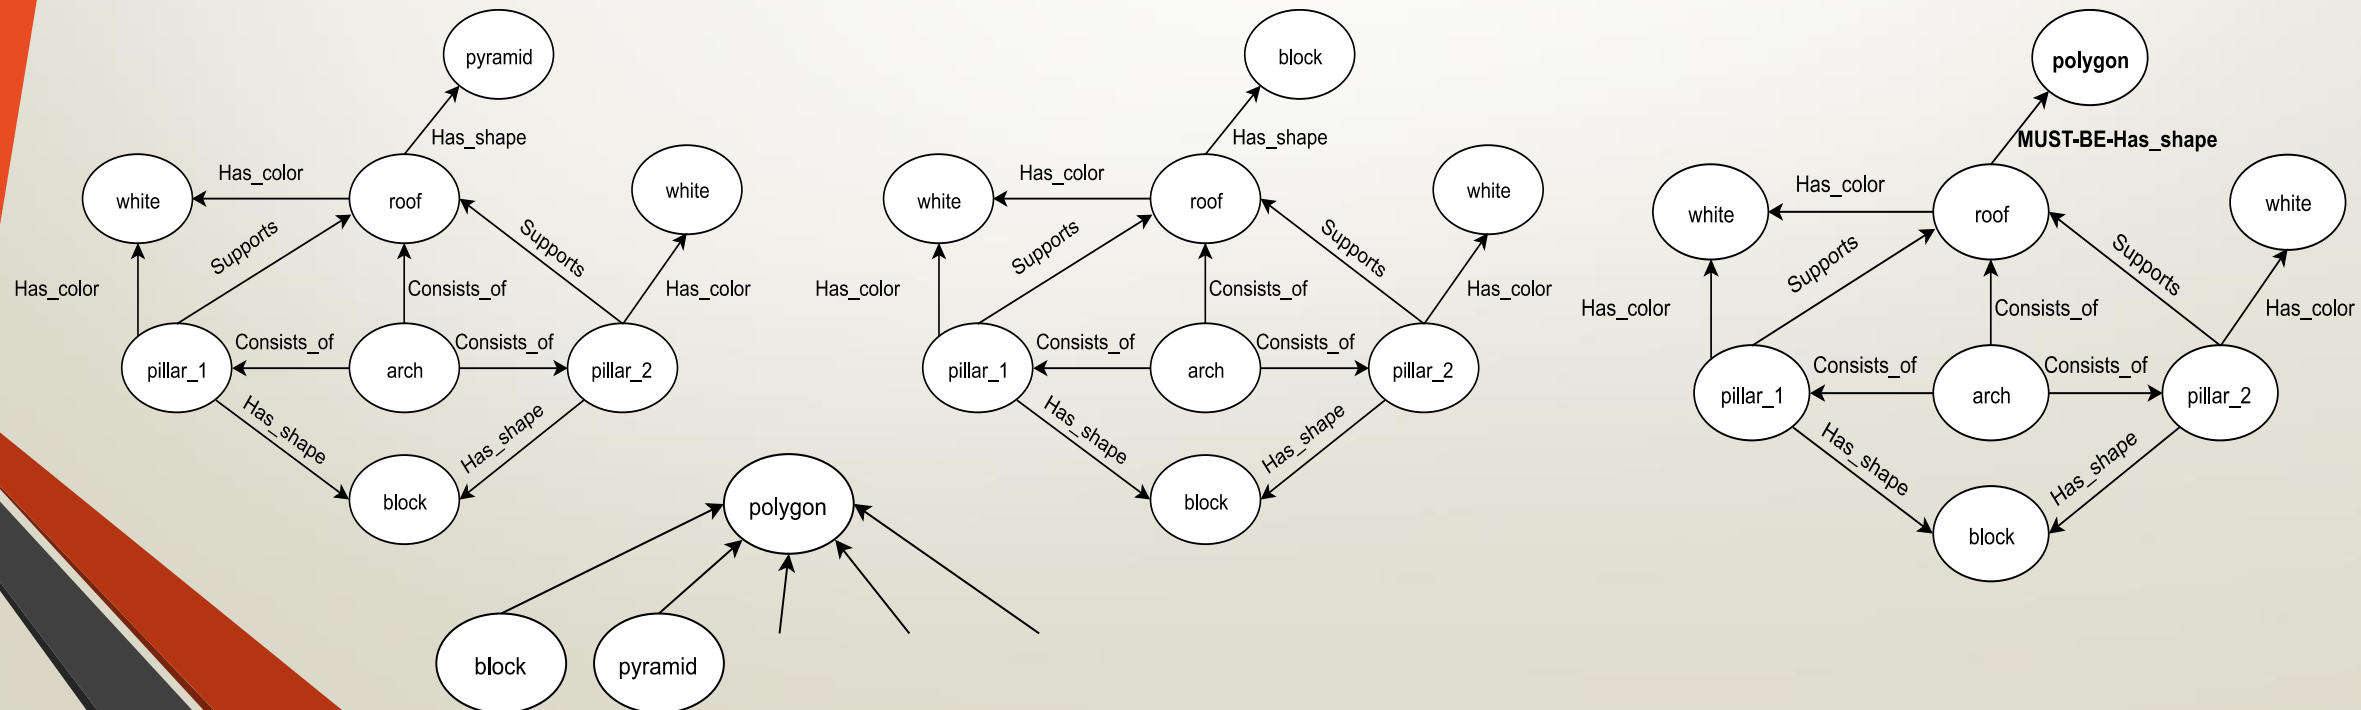 pyramid
Has_shape
white
Has_color
roof
white
Supports
Supports
Has_color
Consists_of
Has_color
pillar_1
Consists_of
arch
Consists_of
pillar_2
Has_shape
Has_shape
block
block
Has_shape
white
Has_color
roof
white
Supports
Supports
Has_color
Consists_of
Has_color
pillar_1
Consists_of
arch
Consists_of
pillar_2
Has_shape
Has_shape
block
polygon
MUST-BE-Has_shape
white
Has_color
roof
white
Supports
Supports
Has_color
Consists_of
Has_color
pillar_1
Consists_of
arch
Consists_of
pillar_2
Has_shape
Has_shape
block
polygon
block
pyramid